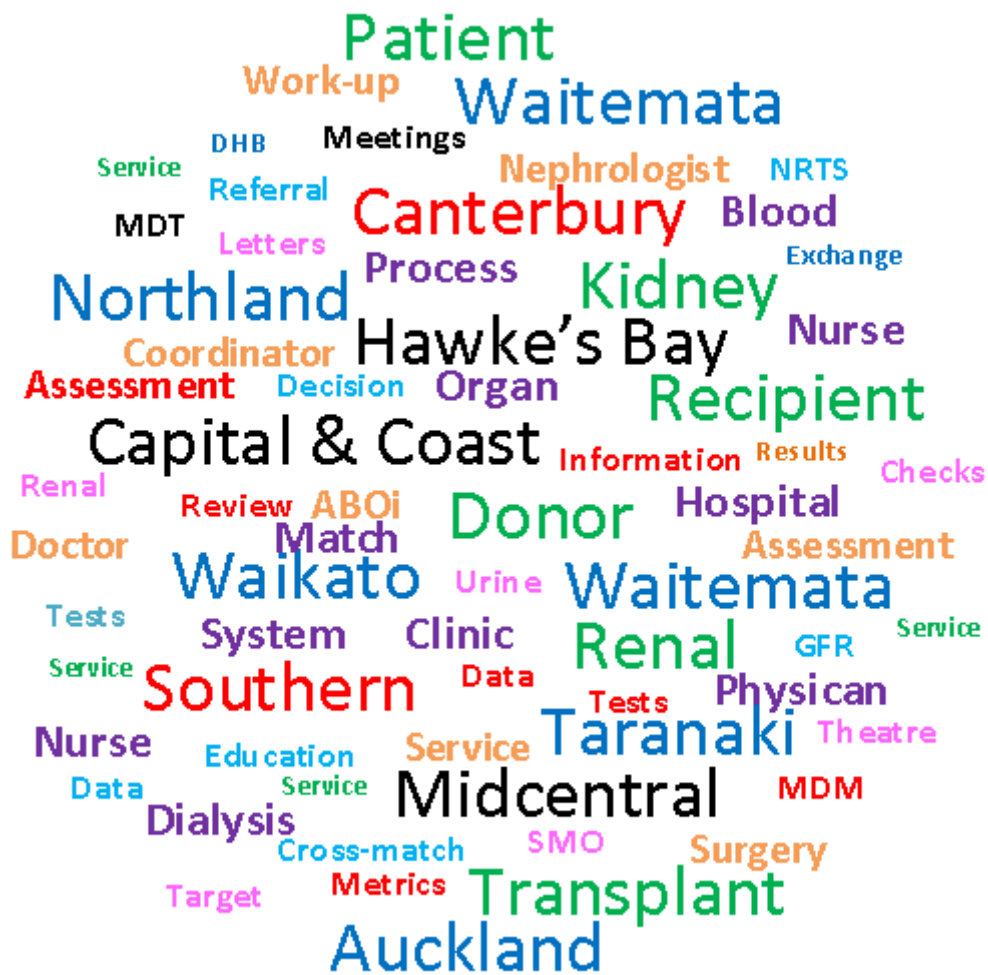 Patient
Work-up
Waitemata
DHB
Meetings
Service
Nephrologist
NRTS
Referral
Canterbury
Blood
MDT
Letters
Process
Exchange
Northland
Kidney
Hawke’s Bay
Nurse
Coordinator
Assessment
Decision
Organ
Recipient
Capital & Coast
Information
Results
Checks
Renal
Review
ABOi
Donor
Hospital
Match
Doctor
Assessment
Waikato
Urine
Waitemata
Tests
System
Clinic
Renal
GFR
Service
Service
Southern
Data
Tests
Physican
Nurse
Education
Service
Taranaki
Theatre
Data
Service
Midcentral
MDM
Dialysis
Cross-match
SMO
Surgery
Target
Metrics
Transplant
Auckland